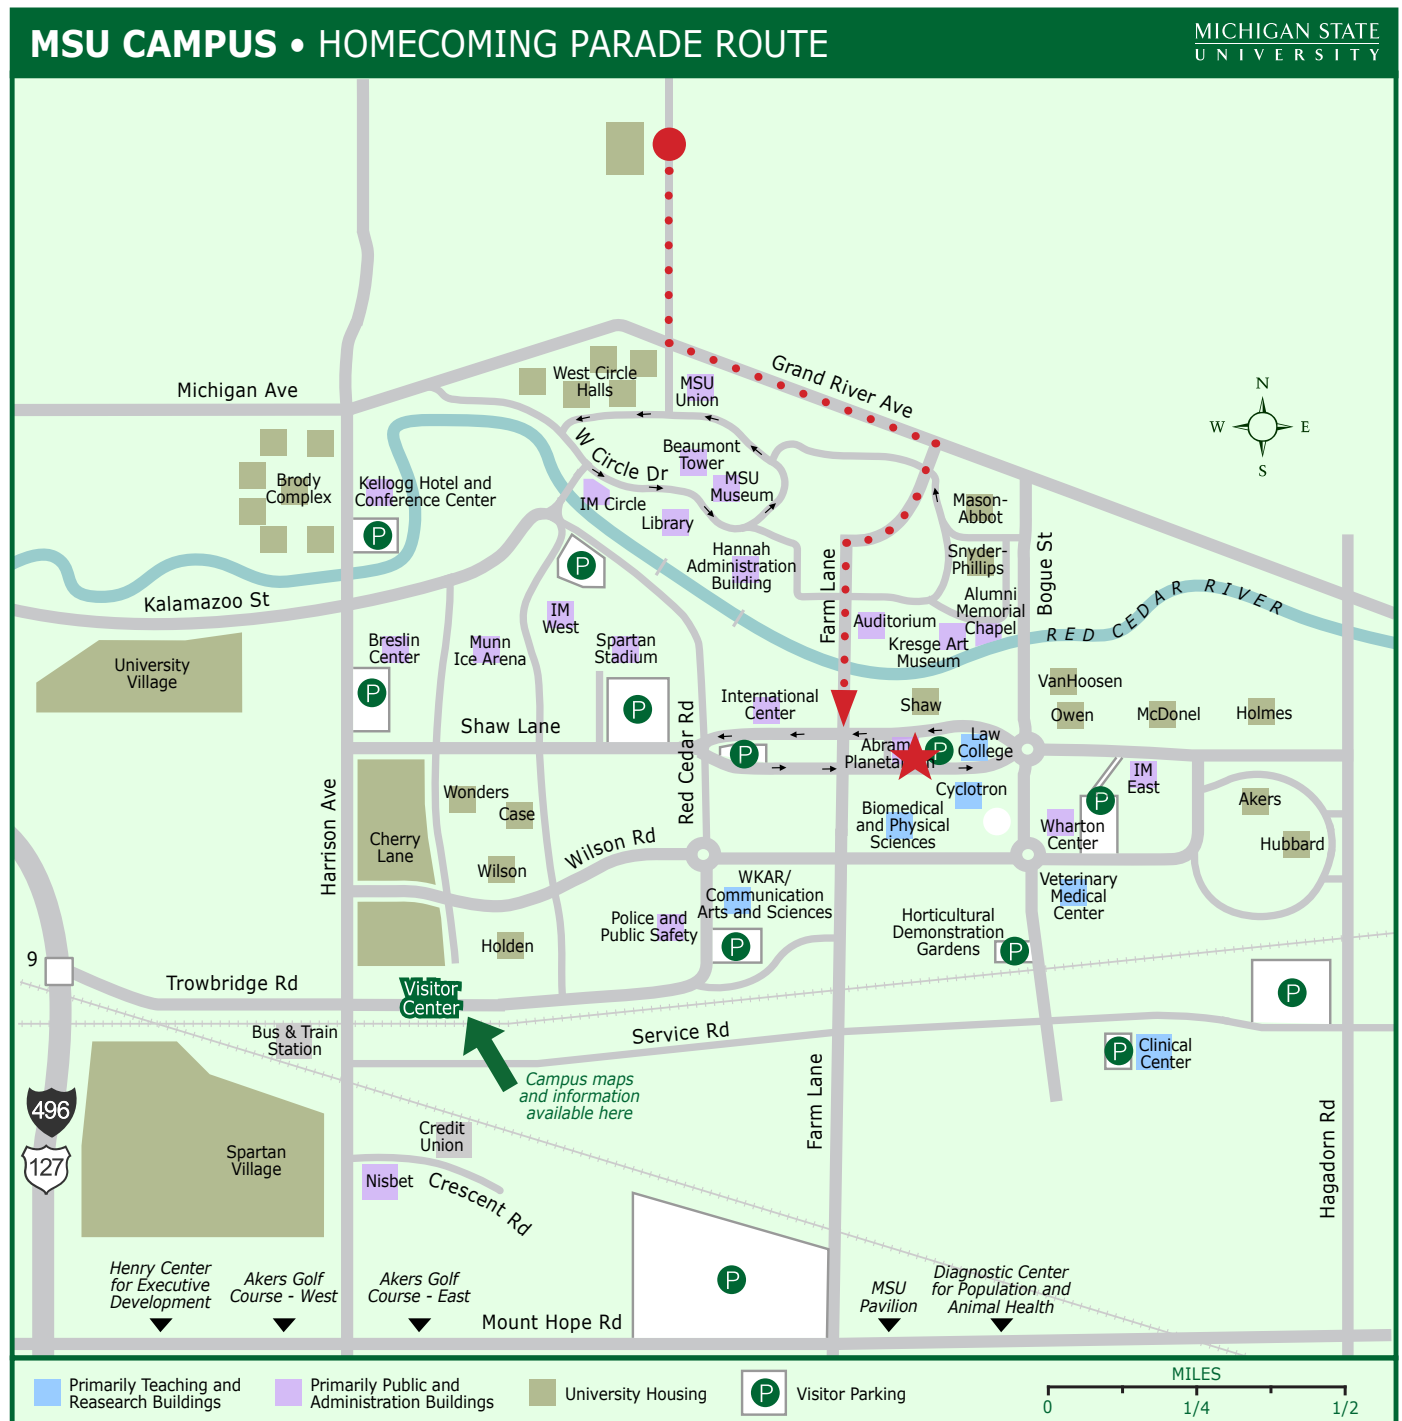 MSU CAMPUS • HOMECOMING PARADE ROUTE
MICHIGAN STATE
UNIVERSITY
Grand River Ave
Michigan Ave
West Circle
Halls
MSU
Union
N
W
E
S
W Circle Dr
Beaumont
Tower
MSU
Museum
Brody
Complex
Kellogg Hotel and
Conference Center
IM Circle
Library
Mason-
Abbot
P
P
Hannah
Administration
Building
Farm Lane
Snyder-
Phillips
Bogue St
Alumni
Memorial
Chapel
RED CEDAR RIVER
Kalamazoo St
IM
West
Auditorium
Kresge Art
Museum
Breslin
Center
Munn
Ice Arena
Spartan
Stadium
University
Village
P
P
International
Center
Shaw
VanHoosen
Owen
McDonel
Holmes
Shaw Lane
Red Cedar Rd
P
Abram
Planetarium
P
Law
College
IM
East
Harrison Ave
Wonders
Case
Cyclotron
P
Akers
Cherry
Lane
Wilson Rd
Biomedical
and Physical
Sciences
Wharton
Center
Hubbard
Wilson
WKAR/
Communication
Arts and Sciences
Veterinary
Medical
Center
Police and
Public Safety
Horticultural
Demonstration
Gardens
Holden
P
P
9
Trowbridge Rd
Visitor
Center
P
Bus & Train
Station
Service Rd
P
Clinical
Center
Campus maps
and information
available here
Farm Lane
496
127
Credit
Union
Spartan
Village
Nisbet
Crescent Rd
Hagadorn Rd
P
Henry Center
for Executive
Development
Akers Golf
Course - West
Akers Golf
Course - East
MSU
Pavilion
Diagnostic Center
for Population and
Animal Health
Mount Hope Rd
Primarily Teaching and
Reasearch Buildings
Primarily Public and
Administration Buildings
University Housing
P
Visitor Parking
MILES
0
1/4
1/2